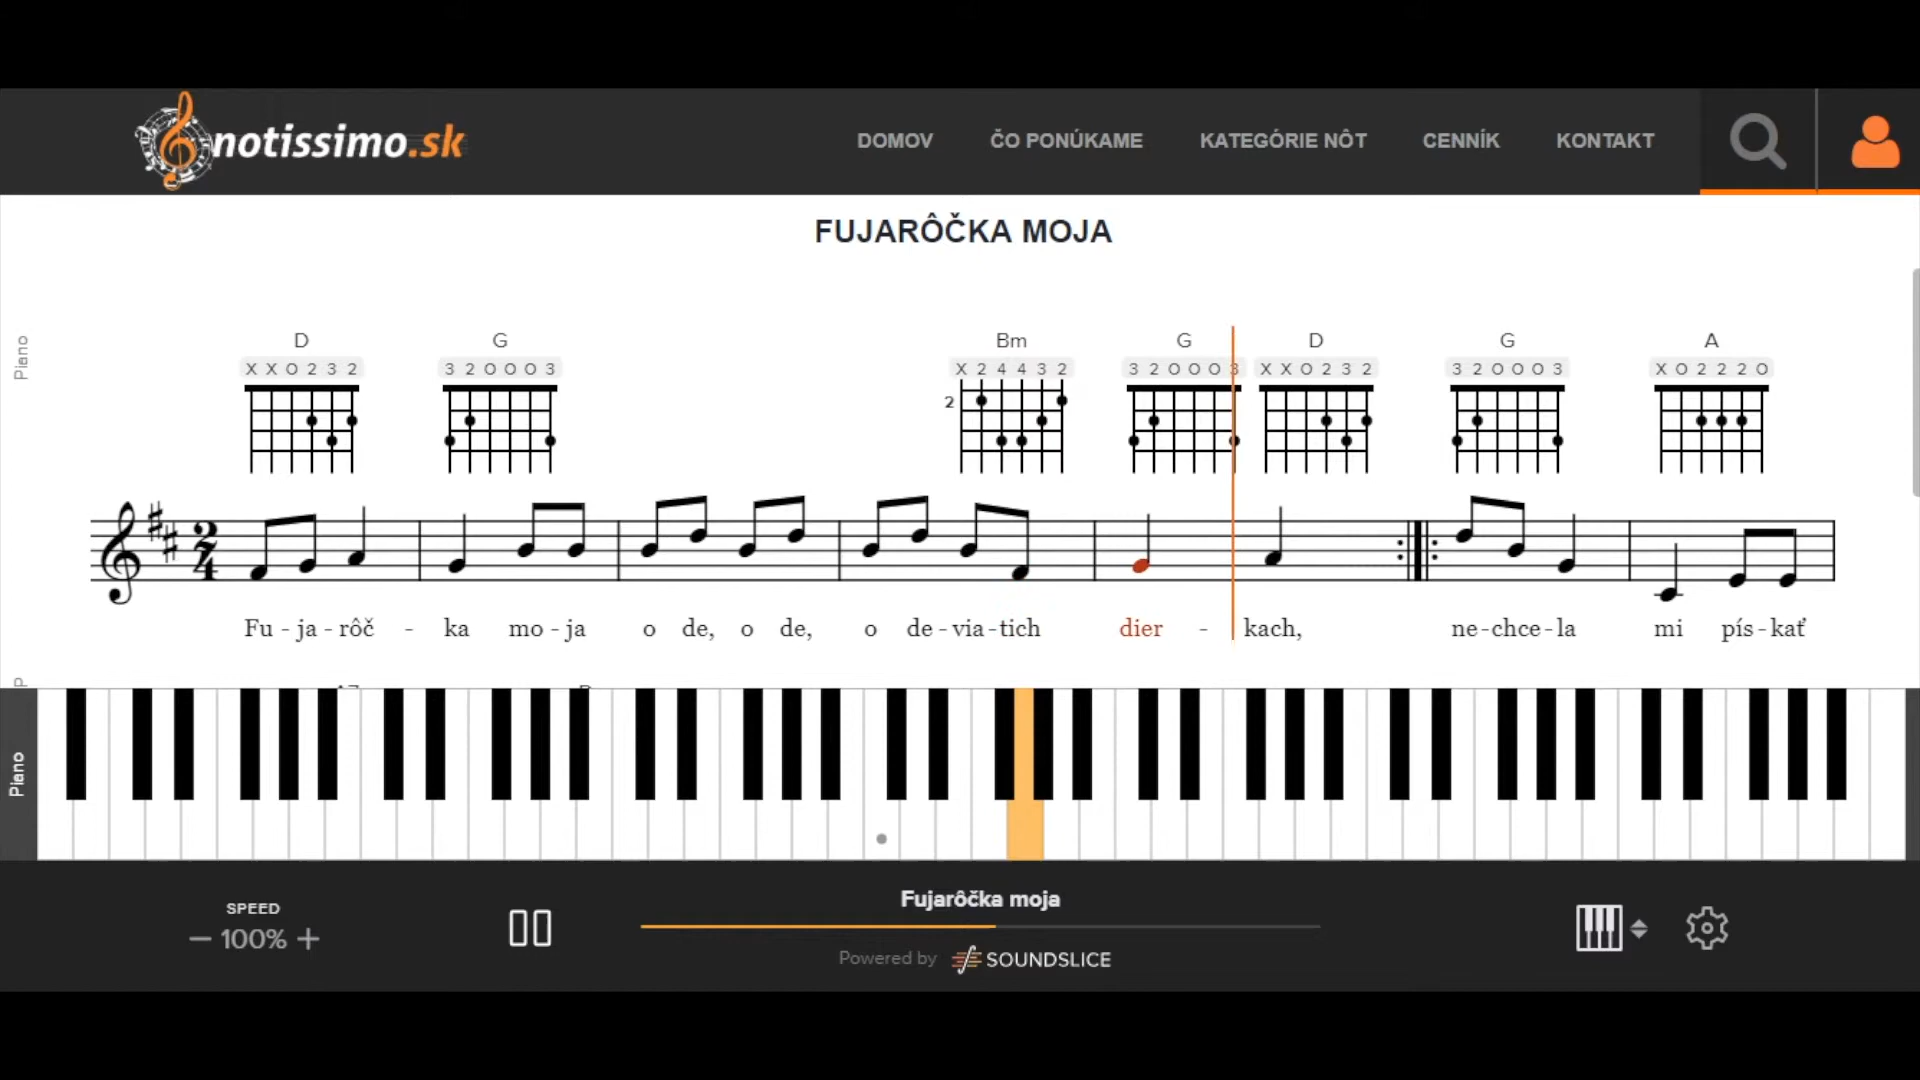 notissimo.sk
DOMOV ČO PONÚKAME KATEGÓRIE NÔT CENNÍK KONTAKT
FUJARÔČKA MOJA
Piano
D G Bm G D G A
X X O 2 3 2 3 2 O O O 3 X 2 4 4 3 2 3 2 O O O 3 X X O 2 3 2 3 2 O O O 3 X O 2 2 2 O
2
2
4
Fu - ja - rôč - ka mo - ja o de, o de, o de - via - tich dier - kach, ne - chce - la mi pís - kať
Piano
SPEED
— 100% +
Fujarôčka moja
Powered by SOUNDSLICE